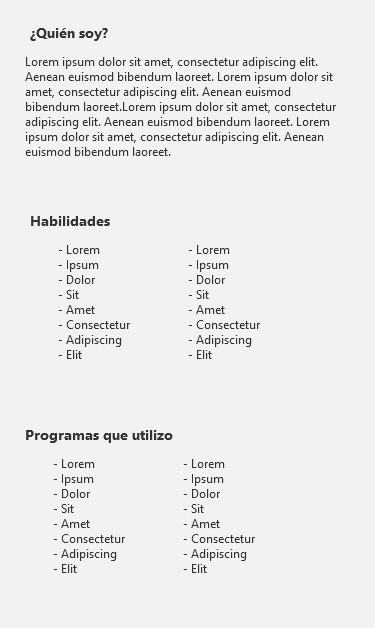 ¿Quién soy?
Lorem ipsum dolor sit amet, consectetur adipiscing elit.
Aenean euismod bibendum laoreet. Lorem ipsum dolor sit
amet, consectetur adipiscing elit. Aenean euismod
bibendum laoreet.Lorem ipsum dolor sit amet, consectetur
adipiscing elit. Aenean euismod bibendum laoreet. Lorem
ipsum dolor sit amet, consectetur adipiscing elit. Aenean
euismod bibendum laoreet.
Habilidades
- Lorem
- Ipsum
- Dolor
- Sit
- Amet
- Consectetur
- Adipiscing
- Elit
- Lorem
- Ipsum
- Dolor
- Sit
- Amet
- Consectetur
- Adipiscing
- Elit
Programas que utilizo
- Lorem
- Ipsum
- Dolor
- Sit
- Amet
- Consectetur
- Adipiscing
- Elit
- Lorem
- Ipsum
- Dolor
- Sit
- Amet
- Consectetur
- Adipiscing
- Elit